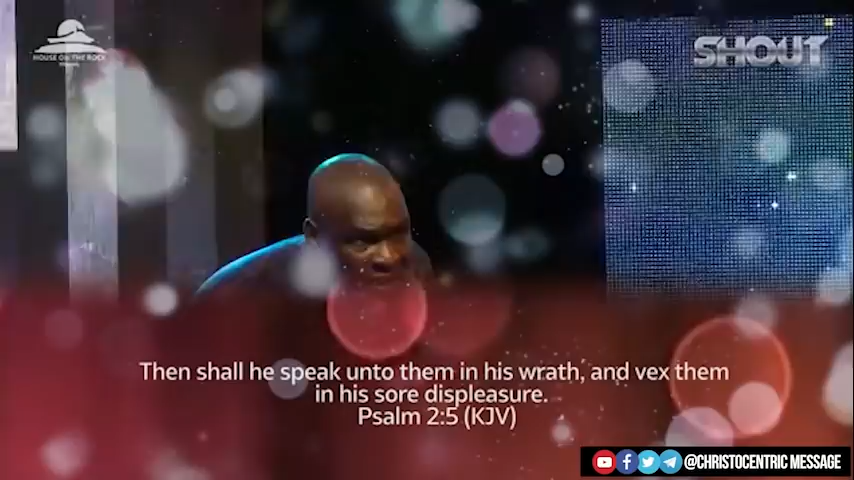 HOUSE ON THE ROCK
SHOUT
Then shall he speak unto them in his wrath, and vex them
in his sore displeasure.
Psalm 2:5 (KJV)
@CHRISTOCENTRIC MESSAGE